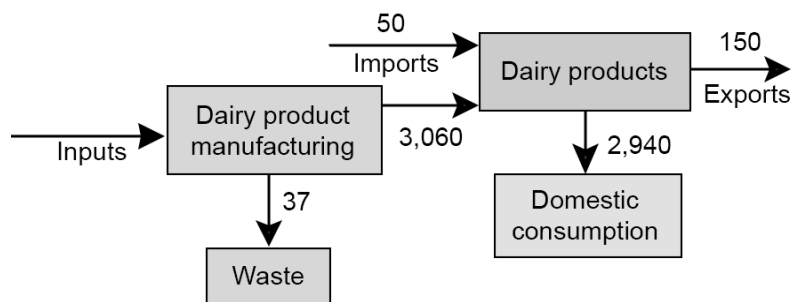 50
Imports
Dairy products
150
Exports
Inputs
Dairy product
manufacturing
3,060
2,940
37
Domestic
consumption
Waste